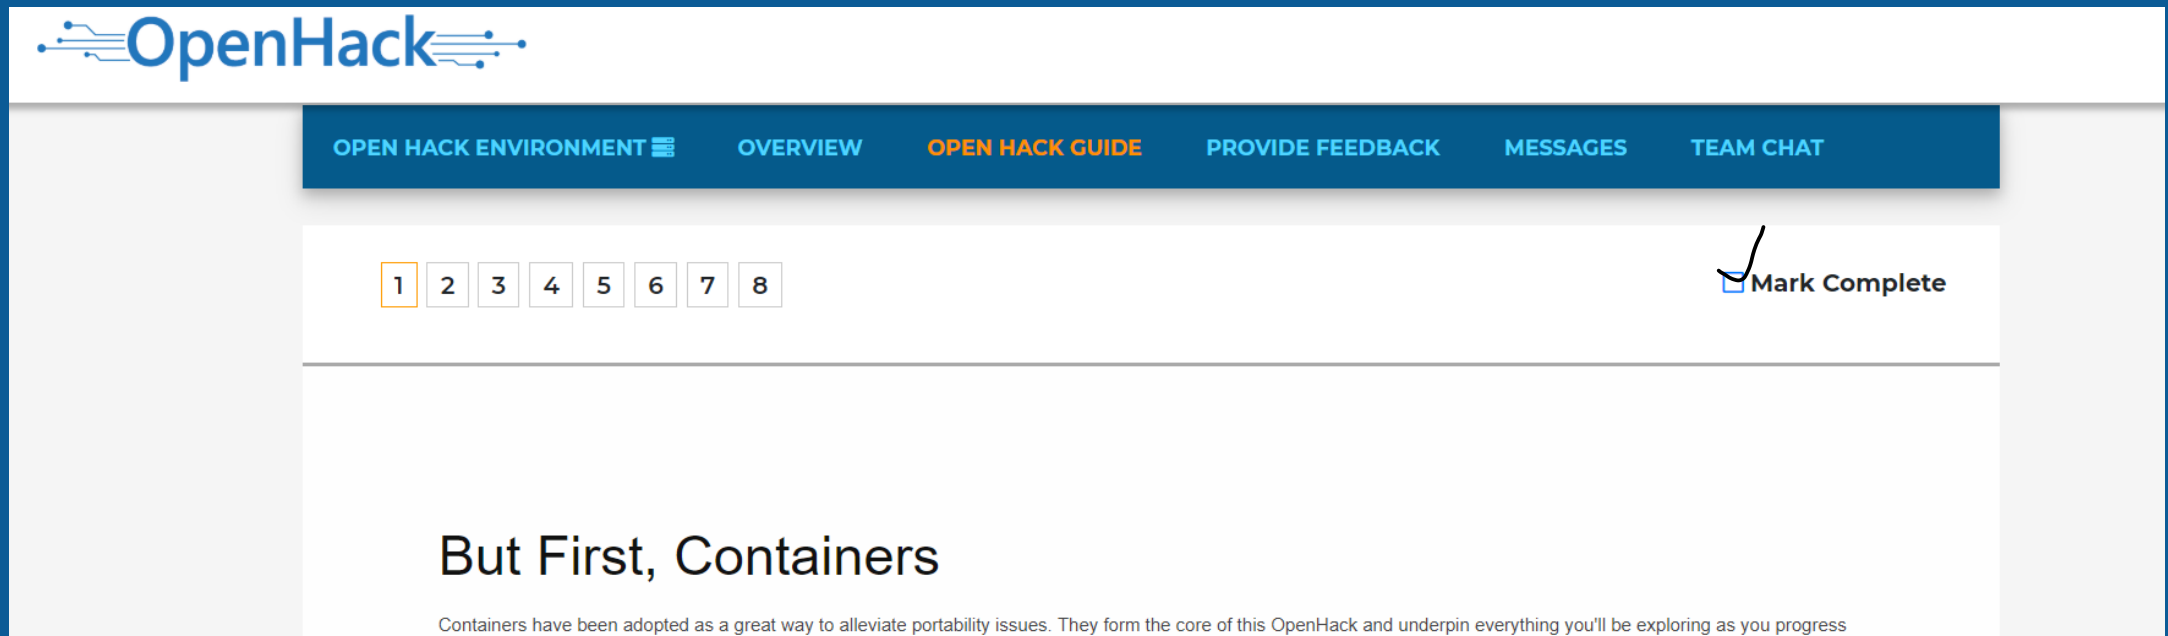 OpenHack
OPEN HACK ENVIRONMENT OVERVIEW OPEN HACK GUIDE PROVIDE FEEDBACK MESSAGES TEAM CHAT
1 2 3 4 5 6 7 8 Mark Complete
But First, Containers
Containers have been adopted as a great way to alleviate portability issues. They form the core of this OpenHack and underpin everything you'll be exploring as you progress